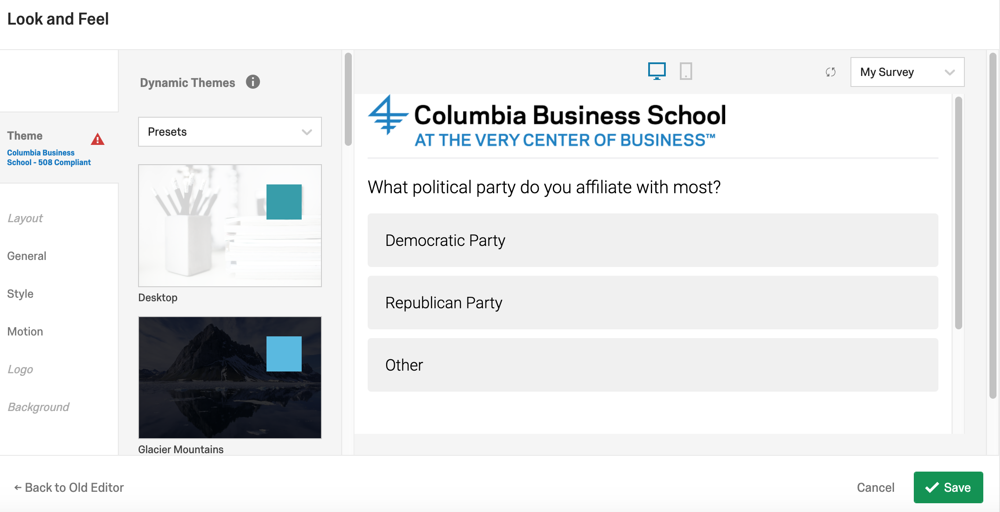 Look and Feel
Theme
Columbia Business
School - 508 Compliant
Layout
General
Style
Motion
Logo
Background
Dynamic Themes
Presets
Desktop
Glacier Mountains
My Survey
Columbia Business School
AT THE VERY CENTER OF BUSINESS™
What political party do you affiliate with most?
Democratic Party
Republican Party
Other
← Back to Old Editor
Cancel
Save